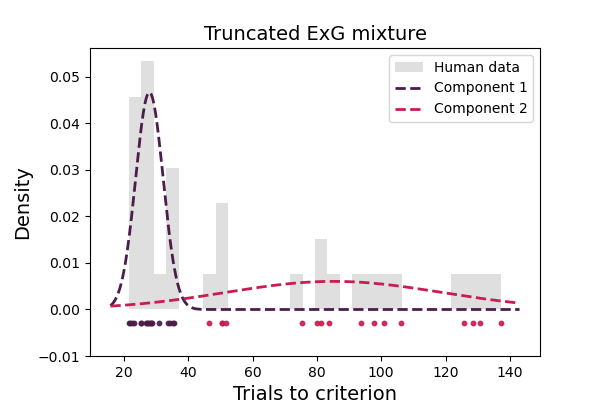 Truncated ExG mixture
Human data
Component 1
Component 2
Density
0.05
0.04
0.03
0.02
0.01
0.00
−0.01
20 40 60 80 100 120 140
Trials to criterion